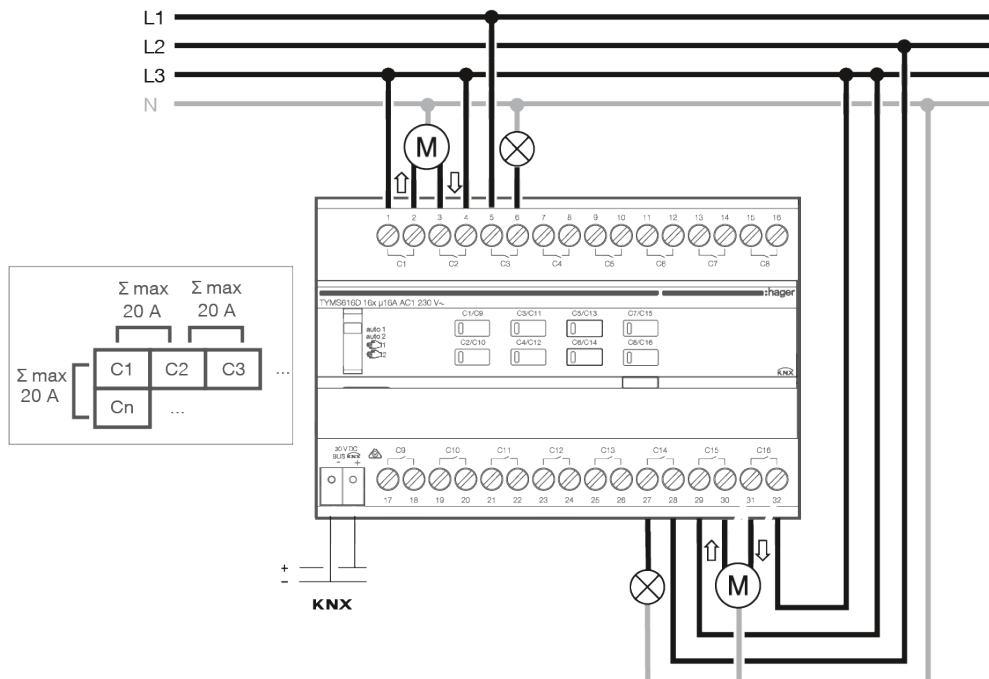 L1
L2
L3
N
M
1 2 3 4 5 6 7 8 9 10 11 12 13 14 15 16
C1 C2 C3 C4 C5 C6 C7 C8
:hager
TYMS616D 16x µ16A AC1 230 V~
C1/C9 C3/C11 C5/C13 C7/C15
auto 1
auto 2
C2/C10 C4/C12 C6/C14 C8/C16
KNX
Σ max
20 A
Σ max
20 A
Σ max
20 A
C1 C2 C3 ...
Cn ...
30 V DC
BUS KNX
- +
C9 C10 C11 C12 C13 C14 C15 C16
17 18 19 20 21 22 23 24 25 26 27 28 29 30 31 32
+
-
KNX
M